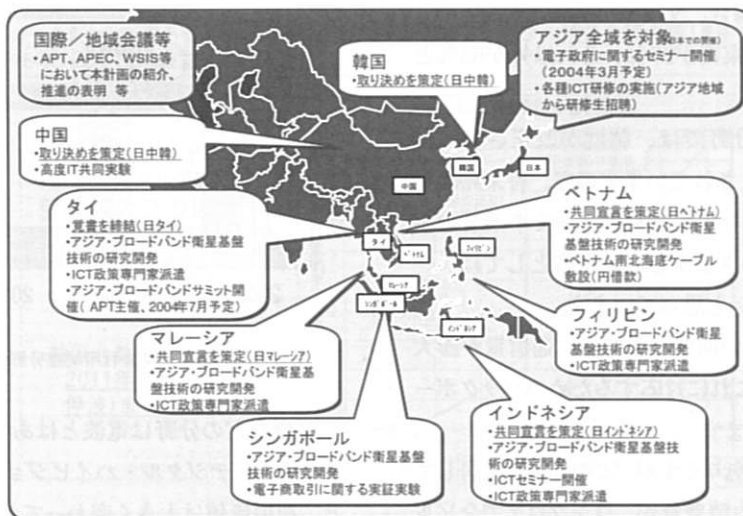 国際／地域会議等
・APT、APEC、WSIS等
において本計画の紹介、
推進の表明 等
韓国
・取り決めを策定(日中韓)
アジア全域を対象(日本での開催)
・電子政府に関するセミナー開催
(2004年3月予定)
・各種ICT研修の実施(アジア地域
から研修生招聘)
中国
・取り決めを策定(日中韓)
・高度IT共同実験
タイ
・覚書を締結(日タイ)
・アジア・ブロードバンド衛星基盤
技術の研究開発
・ICT政策専門家派遣
・アジア・ブロードバンドサミット開
催( APT主催、2004年7月予定)
中国
韓国
日本
タイ
ベトナム
フィリピン
マレーシア
シンガポール
インドネシア
ベトナム
・共同宣言を策定(日ベトナム)
・アジア・ブロードバンド衛星
基盤技術の研究開発
・ベトナム南北海底ケーブル
敷設(円借款)
フィリピン
・アジア・ブロードバンド衛星
基盤技術の研究開発
・ICT政策専門家派遣
マレーシア
・共同宣言を策定(日マレーシア)
・アジア・ブロードバンド衛星基
盤技術の研究開発
・ICT政策専門家派遣
シンガポール
・アジア・ブロードバンド衛星基盤
技術の研究開発
・電子商取引に関する実証実験
インドネシア
・共同宣言を策定(日インドネシア)
・アジア・ブロードバンド衛星基盤技
術の研究開発
・ICTセミナー開催
・ICT政策専門家派遣